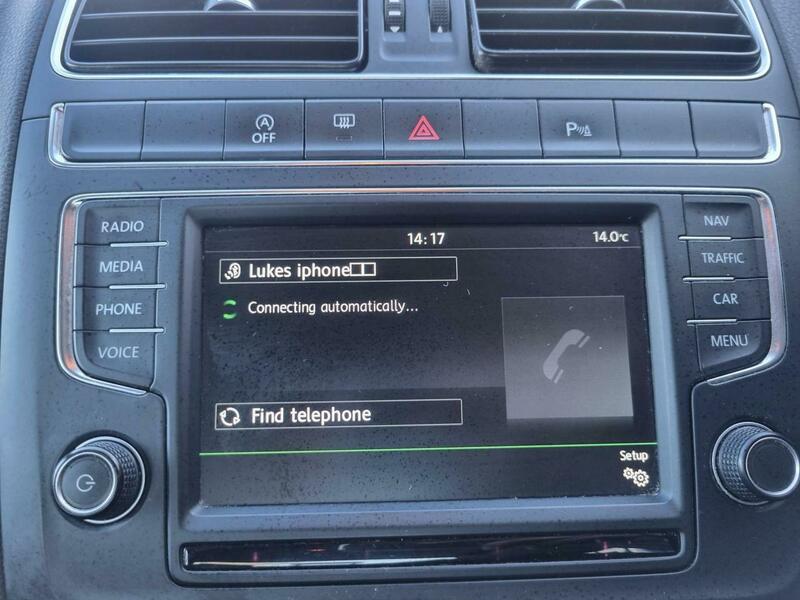 OFF
P
RADIO
MEDIA
PHONE
VOICE
14:17
14.0°C
Lukes iphone□□
Connecting automatically...
Find telephone
Setup
NAV
TRAFFIC
CAR
MENU